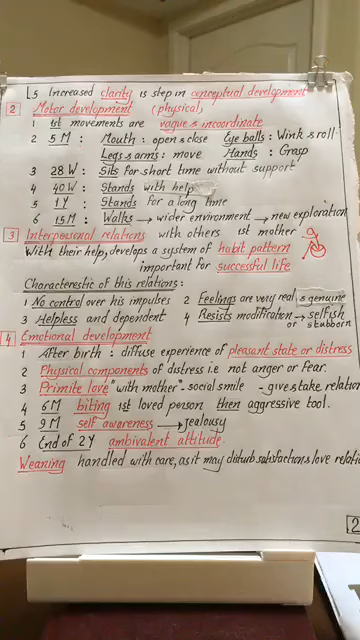 ↳ 5 Increased clarity is step in conceptual development
2 Motor development (physical)
1 1st movements are vague & incoordinate
2 5 M : Mouth : open & close Eye balls : Wink & roll
Legs & arms : move Hands : Grasp
3 28 W : Sits for short time without support
4 40 W : Stands with help
5 1 Y : Stands for a long time
6 15 M : Walks → wider environment → new exploration
3 Interpersonal relations with others 1st mother
With their help, develops a system of habit pattern
important for successful life
Characterestic of this relations:
1 No control over his impulses 2 Feelings are very real & genuine
3 Helpless and dependent 4 Resists modification → selfish
or stubborn
4 Emotional development
1 After birth : diffuse experience of pleasant state or distress
2 Physical components of distress i.e not anger or fear.
3 Primite love "with mother" - social smile - give & take relation
4 6 M biting 1st loved person then aggressive tool.
5 9 M self awareness → Jealousy
6 End of 2 Y ambivalent attitude.
Weaning handled with care, as it may disturb satisfaction & love relati
2